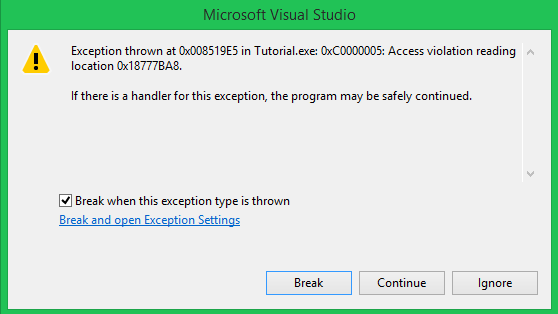 Microsoft Visual Studio
Exception thrown at 0x008519E5 in Tutorial.exe: 0xC0000005: Access violation reading
location 0x18777BA8.
If there is a handler for this exception, the program may be safely continued.
Break when this exception type is thrown
Break and open Exception Settings
Break Continue Ignore